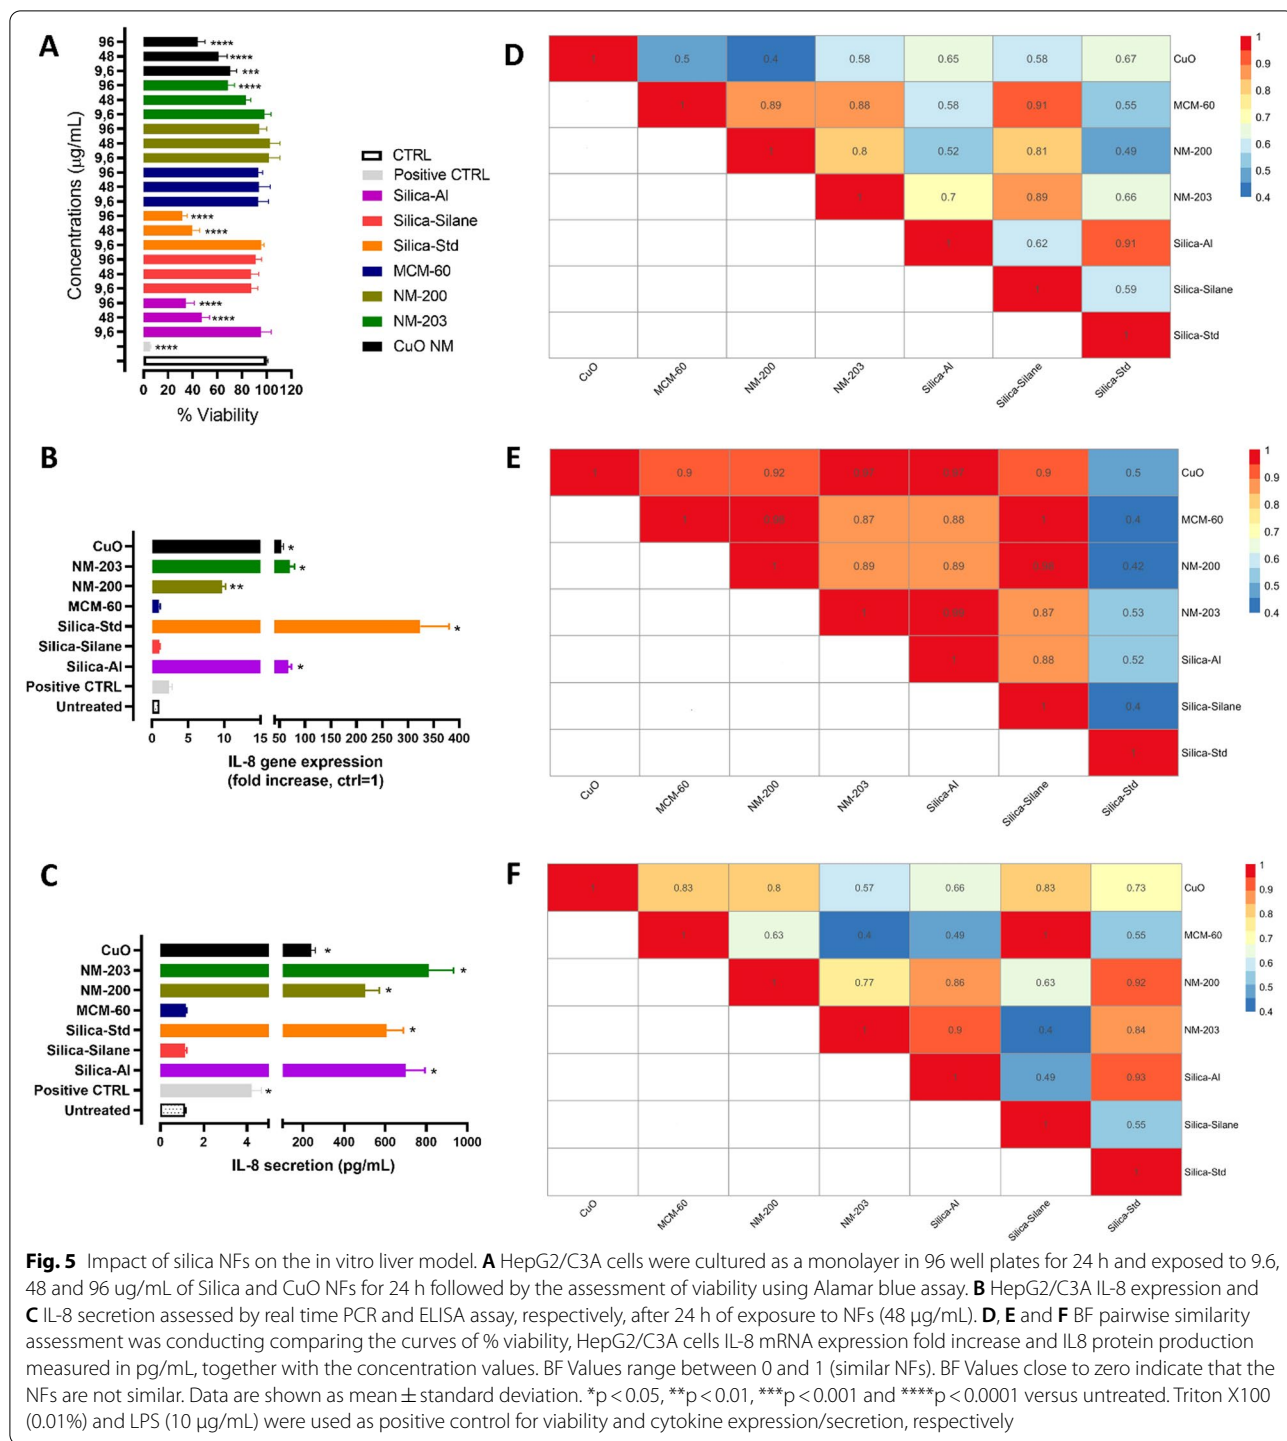 A
Concentrations (µg/mL)
96 ****
48 ****
9,6 ***
96 ****
48
9,6
96
48
9,6
96
48
9,6
96 ****
48 ****
9,6
96
48
9,6
96 ****
48 ****
9,6
****
0 20 40 60 80 100 120
% Viability
CTRL
Positive CTRL
Silica-Al
Silica-Silane
Silica-Std
MCM-60
NM-200
NM-203
CuO NM
D
1 0.5 0.4 0.58 0.65 0.58 0.67 CuO
1 0.89 0.88 0.58 0.91 0.55 MCM-60
1 0.8 0.52 0.81 0.49 NM-200
1 0.7 0.89 0.66 NM-203
1 0.62 0.91 Silica-Al
1 0.59 Silica-Silane
1 Silica-Std
CuO MCM-60 NM-200 NM-203 Silica-Al Silica-Silane Silica-Std
1
0.9
0.8
0.7
0.6
0.5
0.4
B
CuO *
NM-203 *
NM-200 **
MCM-60
Silica-Std *
Silica-Silane
Silica-Al *
Positive CTRL
Untreated
0 5 10 15 50 100 150 200 250 300 350 400
IL-8 gene expression
(fold increase, ctrl=1)
E
1 0.9 0.92 0.9 0.5 CuO
1 0.87 0.88 1 0.4 MCM-60
1 0.89 0.89 0.42 NM-200
1 0.87 0.53 NM-203
1 0.88 0.52 Silica-Al
1 0.4 Silica-Silane
1 Silica-Std
CuO MCM-60 NM-200 NM-203 Silica-Al Silica-Silane Silica-Std
1
0.9
0.8
0.7
0.6
0.5
0.4
C
CuO *
NM-203 *
NM-200 *
MCM-60
Silica-Std *
Silica-Silane
Silica-Al *
Positive CTRL *
Untreated
0 2 4 200 400 600 800 1000
IL-8 secretion (pg/mL)
F
1 0.83 0.8 0.57 0.66 0.83 0.73 CuO
1 0.63 0.4 0.49 1 0.55 MCM-60
1 0.77 0.86 0.63 0.92 NM-200
1 0.9 0.4 0.84 NM-203
1 0.49 0.93 Silica-Al
1 0.55 Silica-Silane
1 Silica-Std
CuO MCM-60 NM-200 NM-203 Silica-Al Silica-Silane Silica-Std
1
0.9
0.8
0.7
0.6
0.5
0.4
Fig. 5 Impact of silica NFs on the in vitro liver model. A HepG2/C3A cells were cultured as a monolayer in 96 well plates for 24 h and exposed to 9.6,
48 and 96 ug/mL of Silica and CuO NFs for 24 h followed by the assessment of viability using Alamar blue assay. B HepG2/C3A IL-8 expression and
C IL-8 secretion assessed by real time PCR and ELISA assay, respectively, after 24 h of exposure to NFs (48 µg/mL). D, E and F BF pairwise similarity
assessment was conducting comparing the curves of % viability, HepG2/C3A cells IL-8 mRNA expression fold increase and IL8 protein production
measured in pg/mL, together with the concentration values. BF Values range between 0 and 1 (similar NFs). BF Values close to zero indicate that the
NFs are not similar. Data are shown as mean ± standard deviation. *p < 0.05, **p < 0.01, ***p < 0.001 and ****p < 0.0001 versus untreated. Triton X100
(0.01%) and LPS (10 µg/mL) were used as positive control for viability and cytokine expression/secretion, respectively